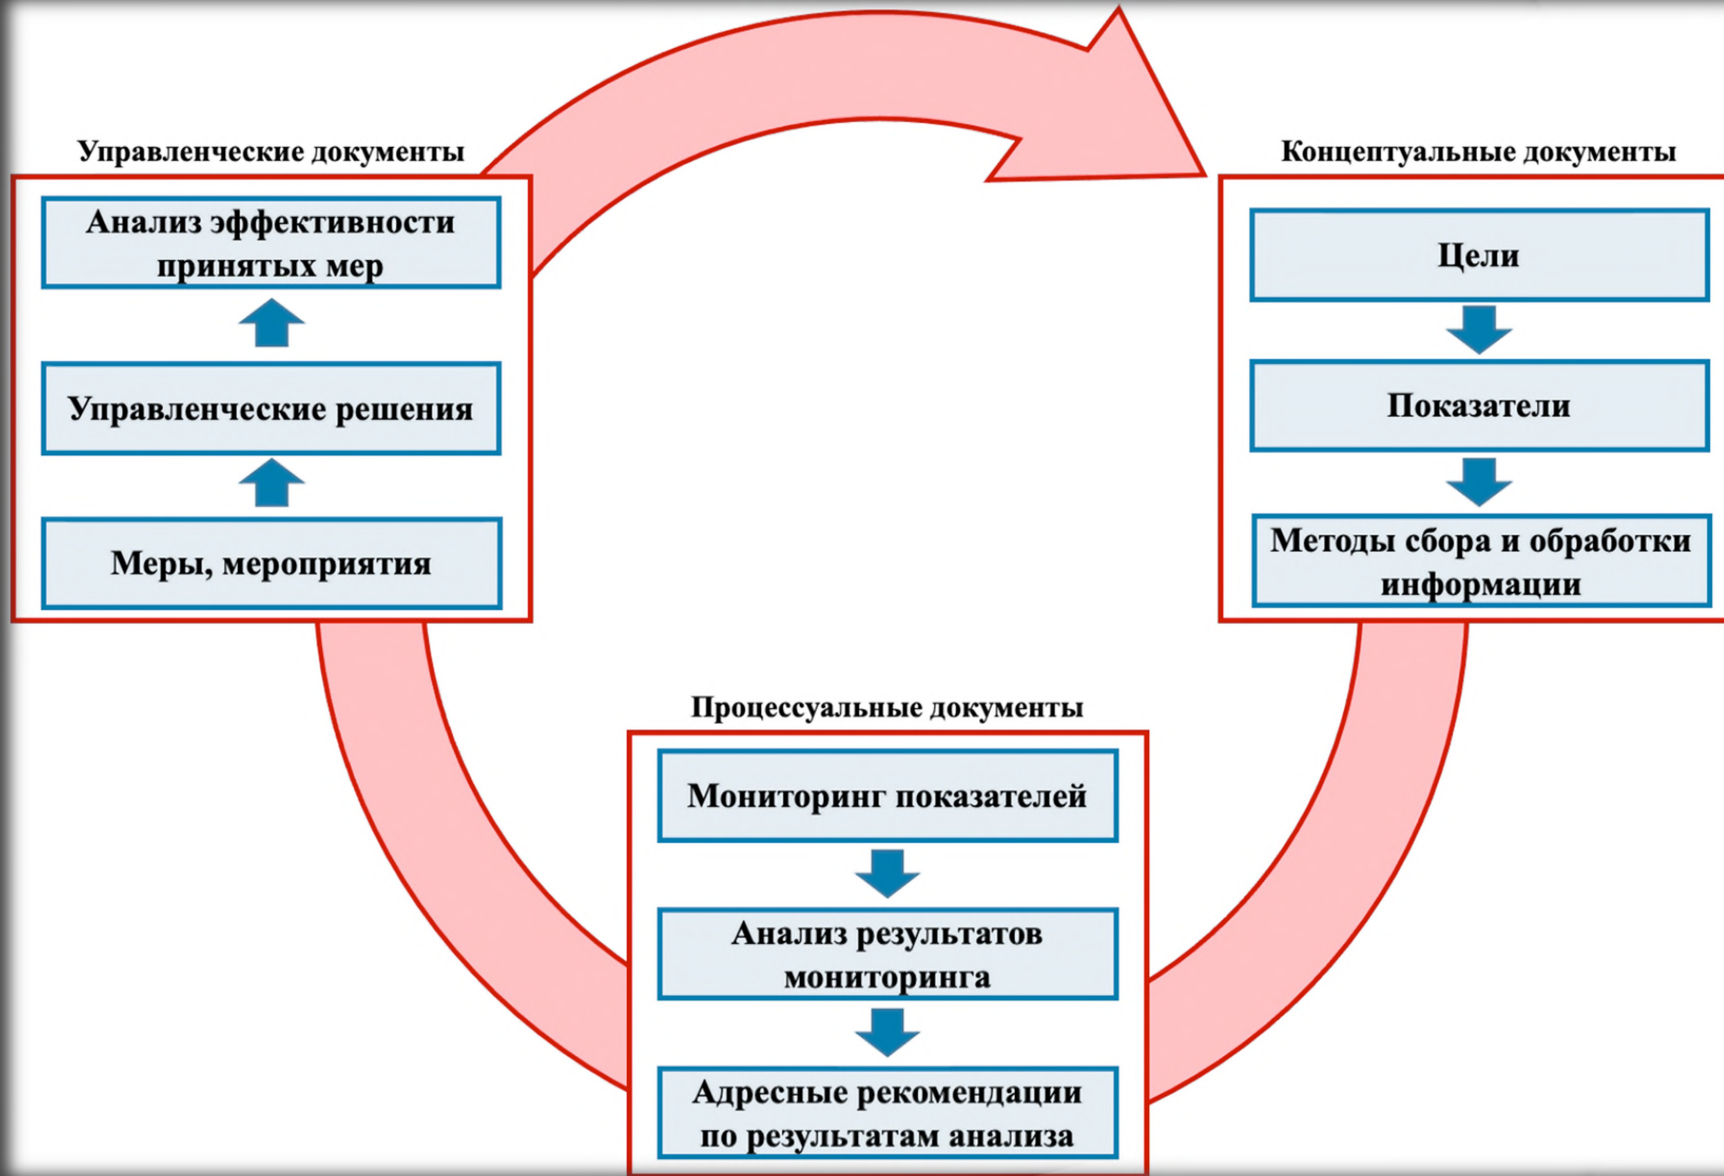 Управленческие документы
Анализ эффективности
принятых мер
Управленческие решения
Меры, мероприятия
Концептуальные документы
Цели
Показатели
Методы сбора и обработки
информации
Процессуальные документы
Мониторинг показателей
Анализ результатов
мониторинга
Адресные рекомендации
по результатам анализа